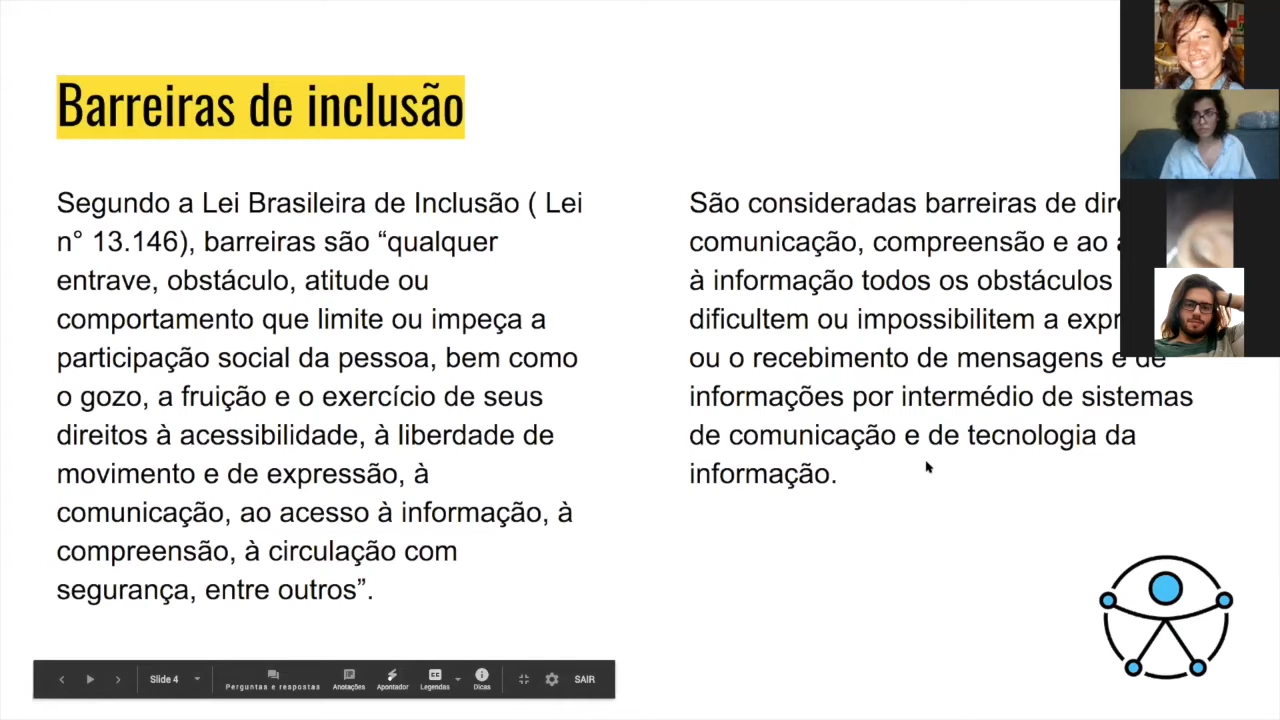 Barreiras de inclusão
Segundo a Lei Brasileira de Inclusão ( Lei
n° 13.146), barreiras são “qualquer
entrave, obstáculo, atitude ou
comportamento que limite ou impeça a
participação social da pessoa, bem como
o gozo, a fruição e o exercício de seus
direitos à acessibilidade, à liberdade de
movimento e de expressão, à
comunicação, ao acesso à informação, à
compreensão, à circulação com
segurança, entre outros”.
São consideradas barreiras de
comunicação, compreensão e ao
à informação todos os obstáculos
dificultem ou impossibilitem a
ou o recebimento de mensagens e de
informações por intermédio de sistemas
de comunicação e de tecnologia da
informação.
Slide 4
Perguntas e respostas
Anotações
Apontador
Legendas
Dicas
SAIR